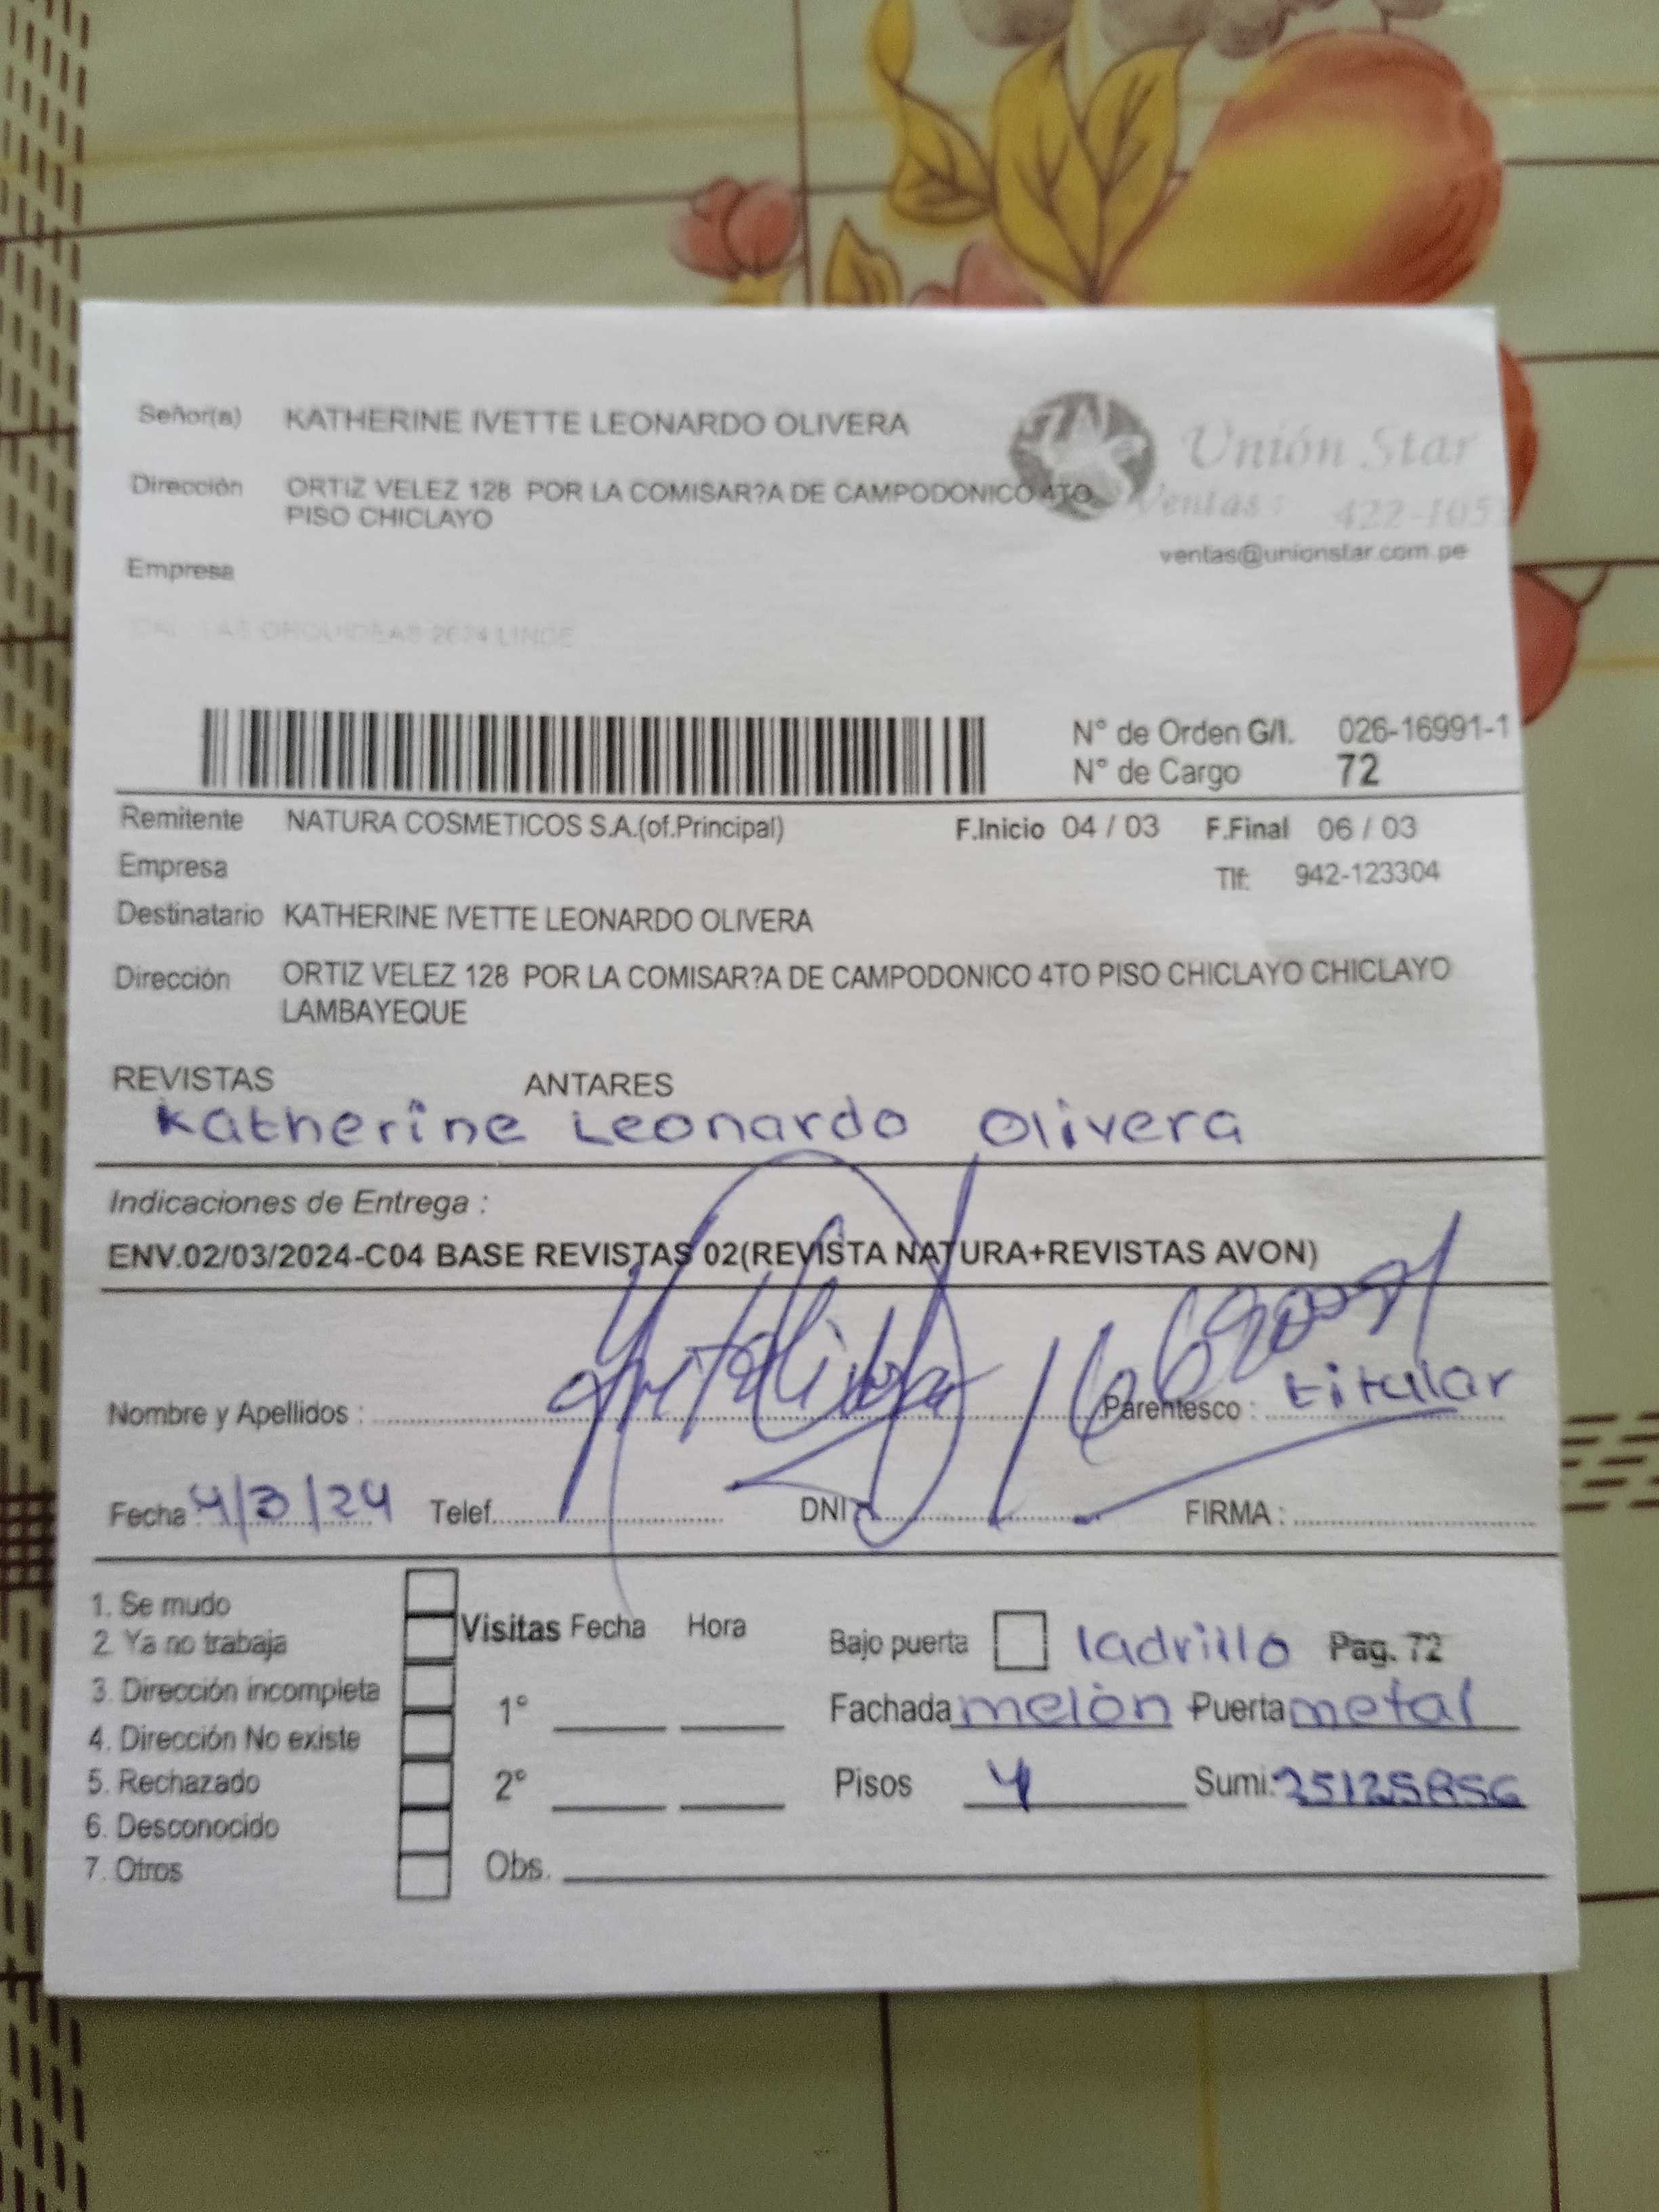 Señor(a) KATHERINE IVETTE LEONARDO OLIVERA
Unión Star
Dirección ORTIZ VELEZ 128 POR LA COMISAR?A DE CAMPODONICO 4TO
PISO CHICLAYO
Ventas : 422-105
ventas@unionstar.com.pe
Empresa
ORQUIDEAS 2674 LINCE
N° de Orden G/I. 026-16991-1
N° de Cargo 72
Remitente NATURA COSMETICOS S.A.(of.Principal) F.Inicio 04 / 03 F.Final 06 / 03
Empresa Tlf: 942-123304
Destinatario KATHERINE IVETTE LEONARDO OLIVERA
Dirección ORTIZ VELEZ 128 POR LA COMISAR?A DE CAMPODONICO 4TO PISO CHICLAYO CHICLAYO
LAMBAYEQUE
REVISTAS ANTARES
Katherine Leonardo Olivera
Indicaciones de Entrega :
ENV.02/03/2024-C04 BASE REVISTAS 02(REVISTA NATURA+REVISTAS AVON)
Nombre y Apellidos : Parentesco : titular
Fecha : 4/3/24 Telef. DNI FIRMA :
1. Se mudo
2. Ya no trabaja
3. Dirección incompleta
4. Dirección No existe
5. Rechazado
6. Desconocido
7. Otros
Visitas Fecha Hora
1°
2°
Obs.
Bajo puerta ladrillo Pag. 72
Fachada melón Puerta metal
Pisos 4 Sumi: 25125856